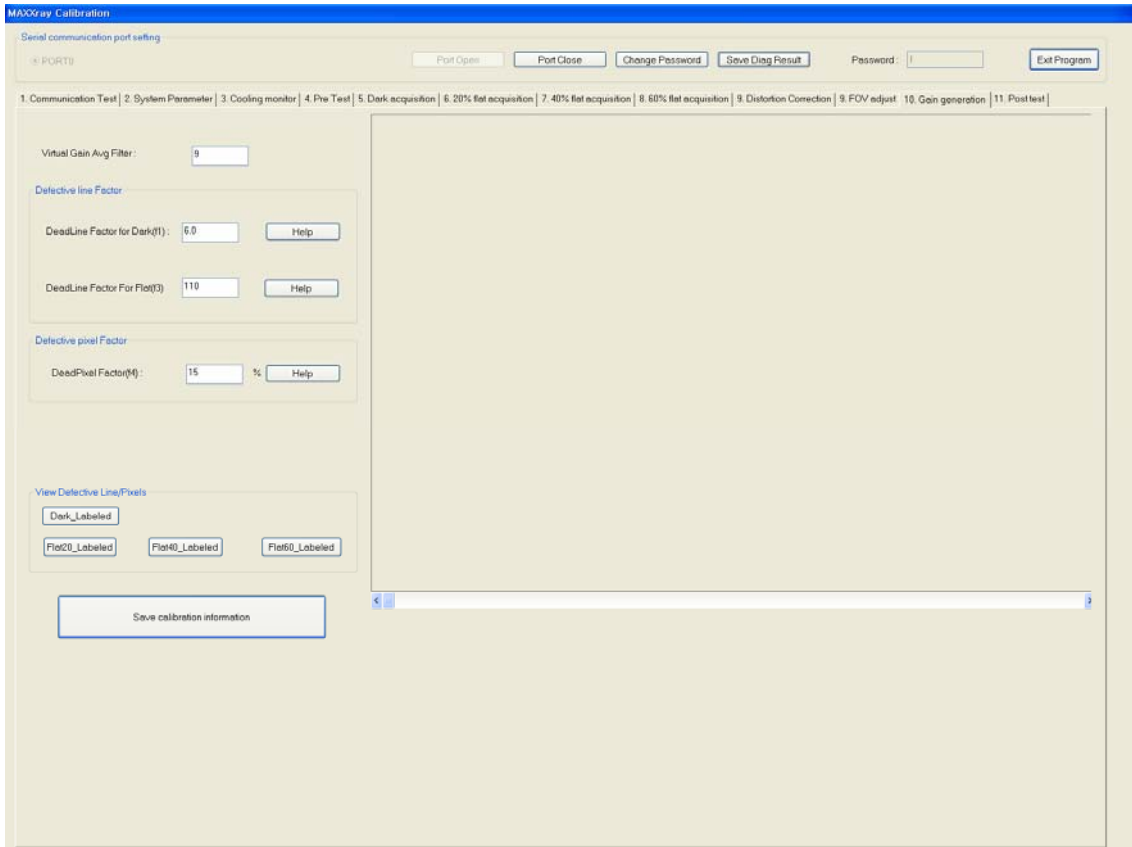 MAXXray Calibration
Serial communication port setting
PORT8 Port Open Port Close Change Password Save Diag Result Password : Exit Program
1. Communication Test 2. System Parameter 3. Cooling monitor 4. Pre Test 5. Dark acquisition 6. 20% flat acquisition 7. 40% flat acquisition 8. 60% flat acquisition 9. Distortion Correction 9. FOV adjust 10. Gain generation 11. Post test
Virtual Gain Avg Filter : 9
Defective line Factor
DeadLine Factor for Dark(f1) : 6.0 Help
DeadLine Factor For Flat(f3) 110 Help
Defective pixel Factor
DeadPixel Factor(f4) : 15 % Help
View Defective Line/Pixels
Dark_Labeled
Flat20_Labeled Flat40_Labeled Flat60_Labeled
Save calibration information